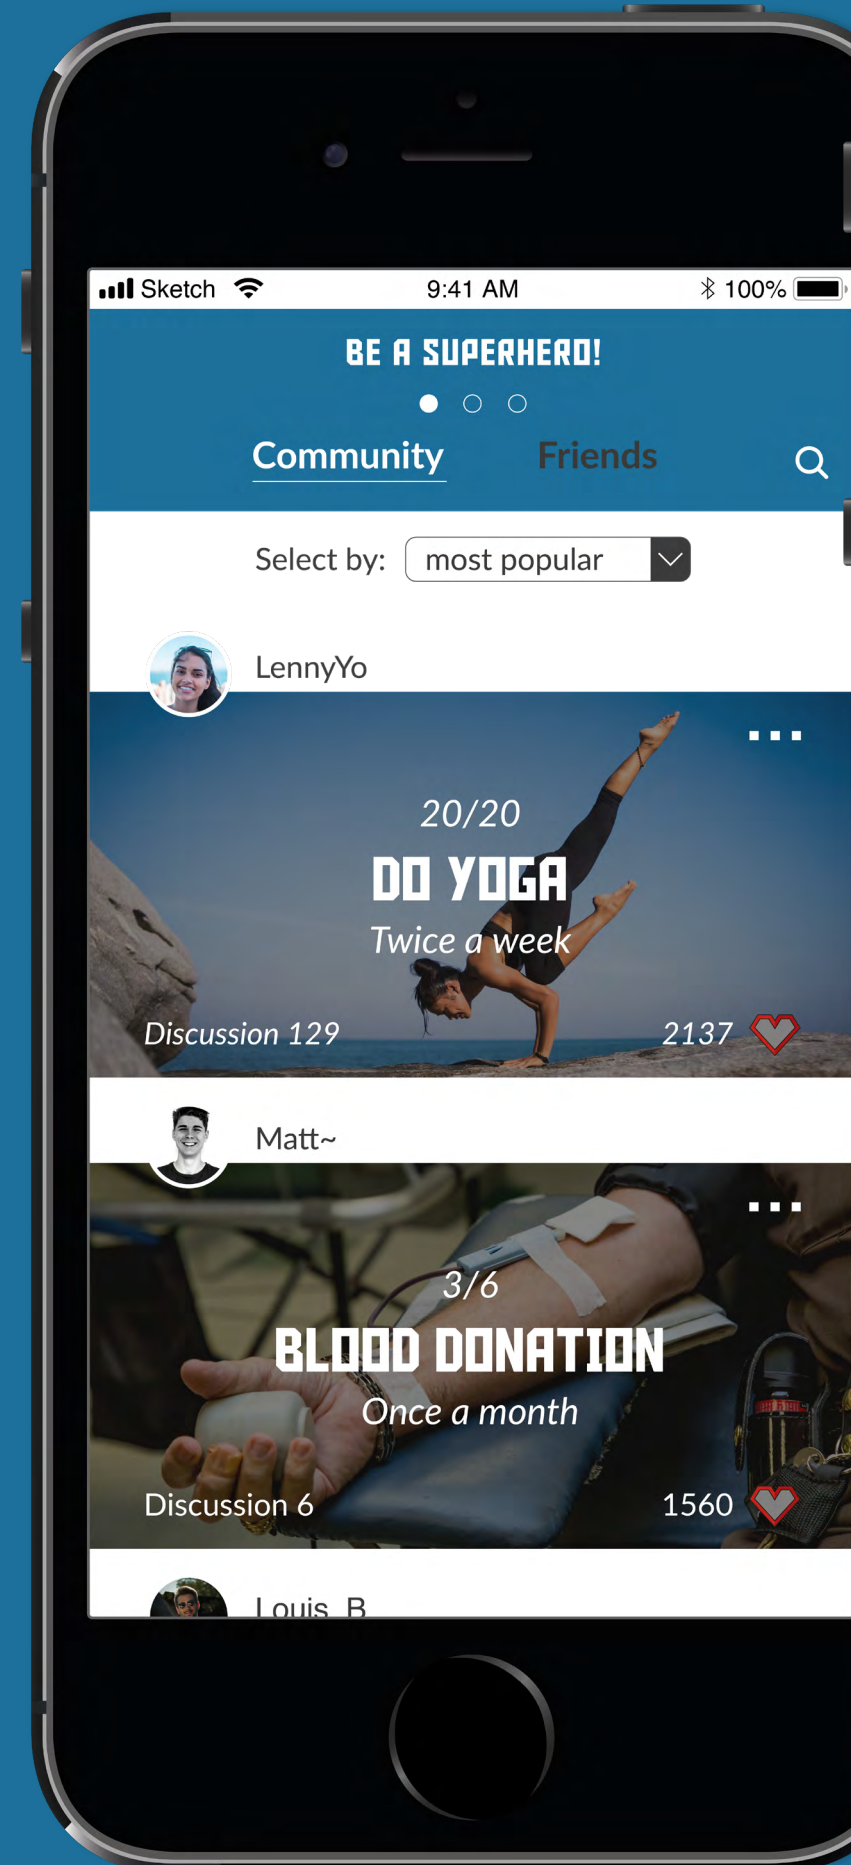 Sketch 9:41 AM 100%
BE A SUPERHERO!
Community Friends
Select by: most popular
LennyYo
20/20
DO YOGA
Twice a week
Discussion 129 2137
Matt~
3/6
BLOOD DONATION
Once a month
Discussion 6 1560
Louis_B